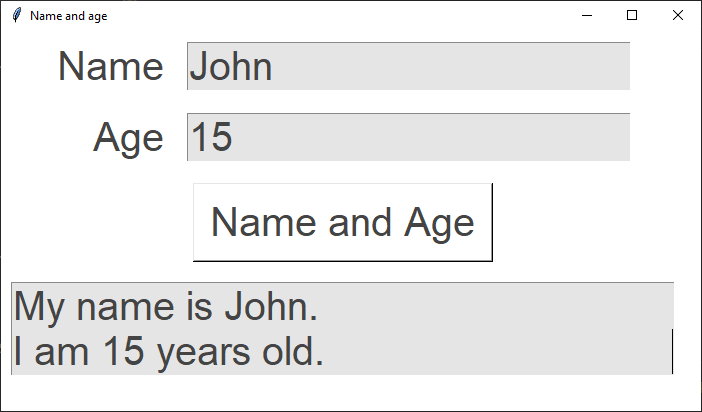 Name and age
Name John
Age 15
Name and Age
My name is John.
I am 15 years old.